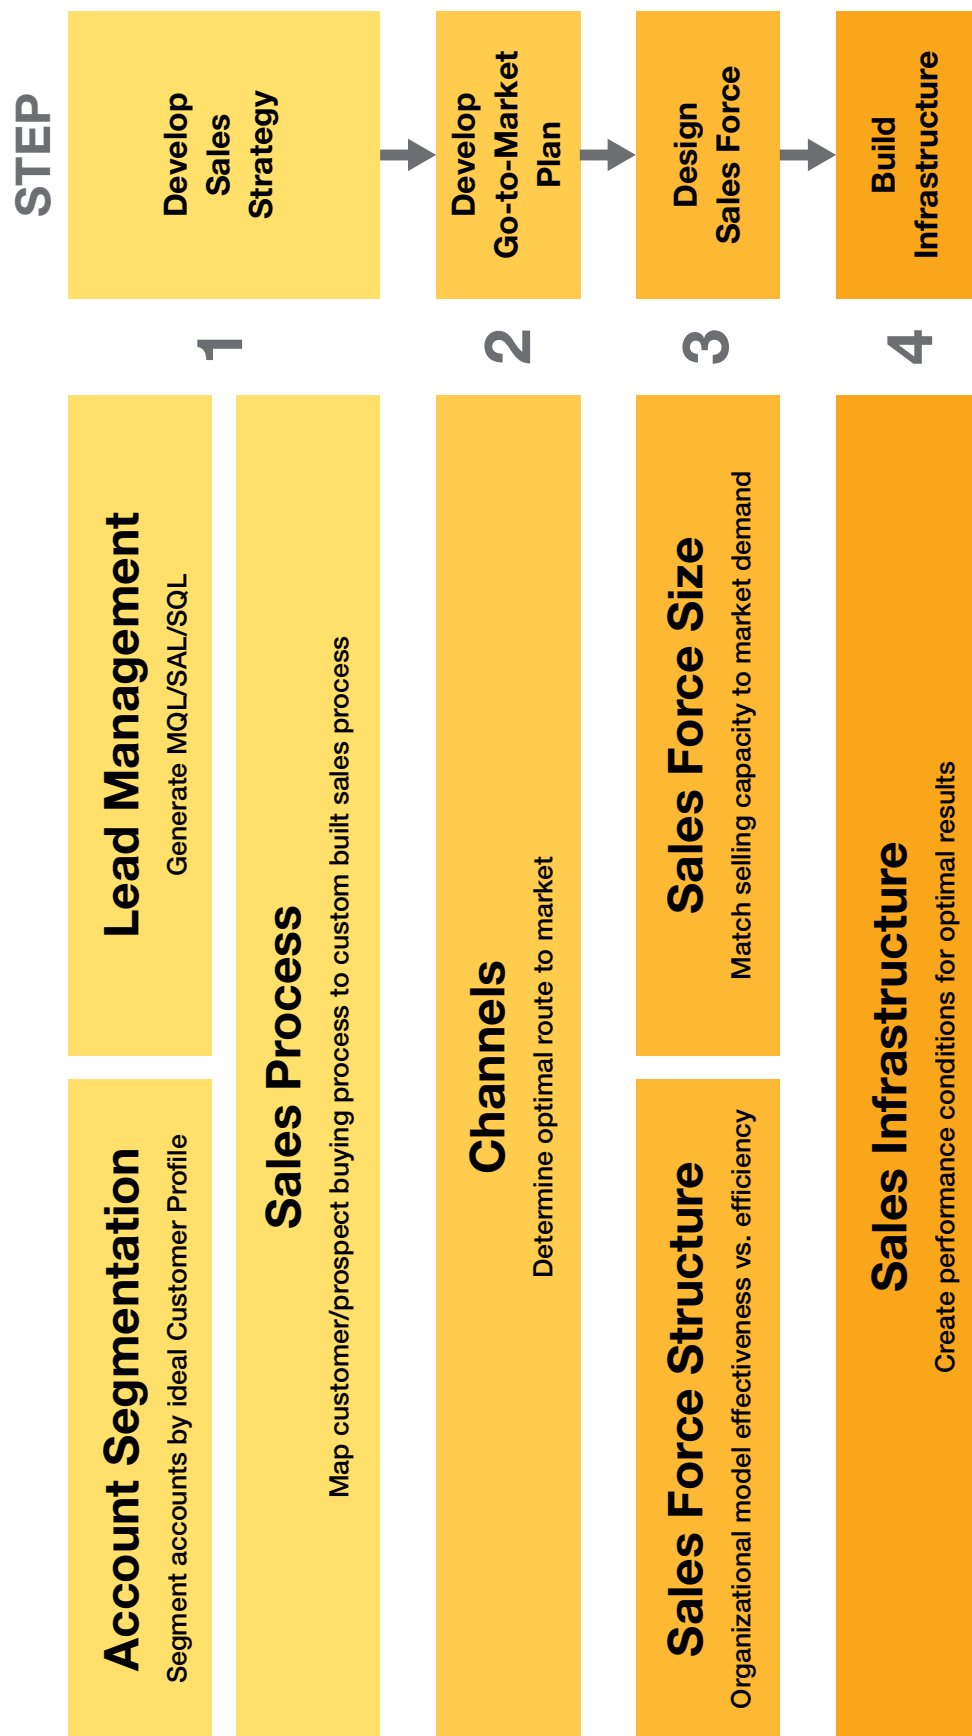 STEP
Account Segmentation
Segment accounts by ideal Customer Profile
Lead Management
Generate MQL/SAL/SQL
Sales Process
Map customer/prospect buying process to custom built sales process
1
Develop
Sales
Strategy
Channels
Determine optimal route to market
2
Develop
Go-to-Market
Plan
Sales Force Structure
Organizational model effectiveness vs. efficiency
Sales Force Size
Match selling capacity to market demand
3
Design
Sales Force
Sales Infrastructure
Create performance conditions for optimal results
4
Build
Infrastructure